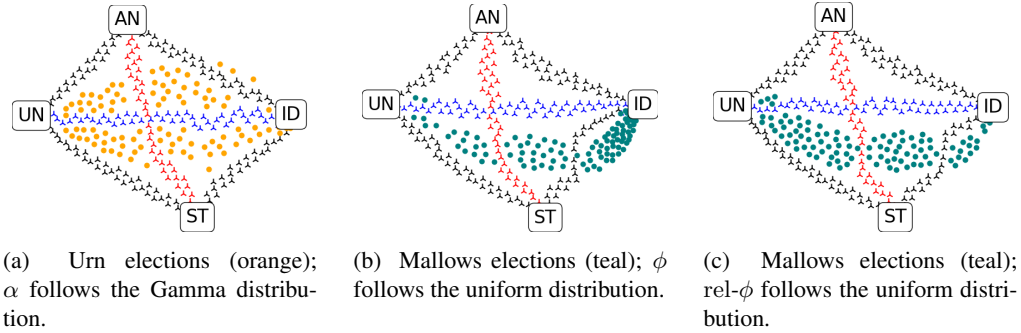 AN
UN
ID
ST
AN
UN
ID
ST
AN
UN
ID
ST
(a) Urn elections (orange);
α follows the Gamma distribu-
tion.
(b) Mallows elections (teal); ϕ
follows the uniform distribution.
(c) Mallows elections (teal);
rel-ϕ follows the uniform distri-
bution.